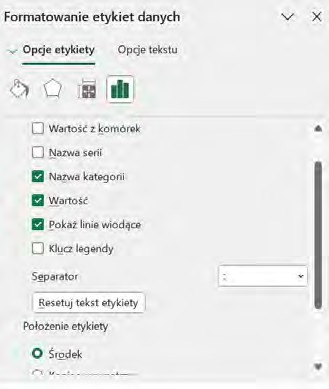 Formatowanie etykiet danych
Opcje etykiety Opcje tekstu
Wartość z komórek
Nazwa serii
Nazwa kategorii
Wartość
Pokaż linie wiodące
Klucz legendy
Separator :
Resetuj tekst etykiety
Położenie etykiety
Środek